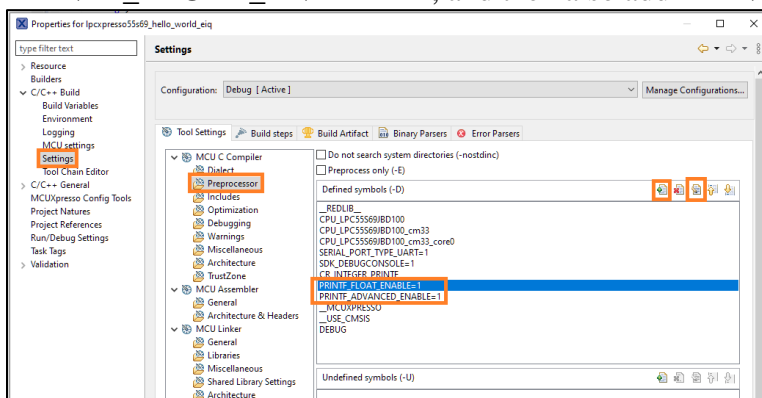 Properties for lpcxpresso55s69_hello_world_eiq
type filter text
Settings
Resource
Builders
C/C++ Build
Build Variables
Environment
Logging
MCU settings
Settings
Tool Chain Editor
C/C++ General
MCUXpresso Config Tools
Project Natures
Project References
Run/Debug Settings
Task Tags
Validation
Configuration: Debug [ Active ]
Manage Configurations...
Tool Settings Build steps Build Artifact Binary Parsers Error Parsers
MCU C Compiler
Dialect
Preprocessor
Includes
Optimization
Debugging
Warnings
Miscellaneous
Architecture
TrustZone
MCU Assembler
General
Architecture & Headers
MCU Linker
General
Libraries
Miscellaneous
Shared Library Settings
Architecture
Do not search system directories (-nostdinc)
Preprocess only (-E)
Defined symbols (-D)
__REDLIB__
CPU_LPC55S69JBD100
CPU_LPC55S69JBD100_cm33
CPU_LPC55S69JBD100_cm33_core0
SERIAL_PORT_TYPE_UART=1
SDK_DEBUGCONSOLE=1
CR_INTEGER_PRINTF
PRINTF_FLOAT_ENABLE=1
PRINTF_ADVANCED_ENABLE=1
__MCUXPRESSO
__USE_CMSIS
DEBUG
Undefined symbols (-U)